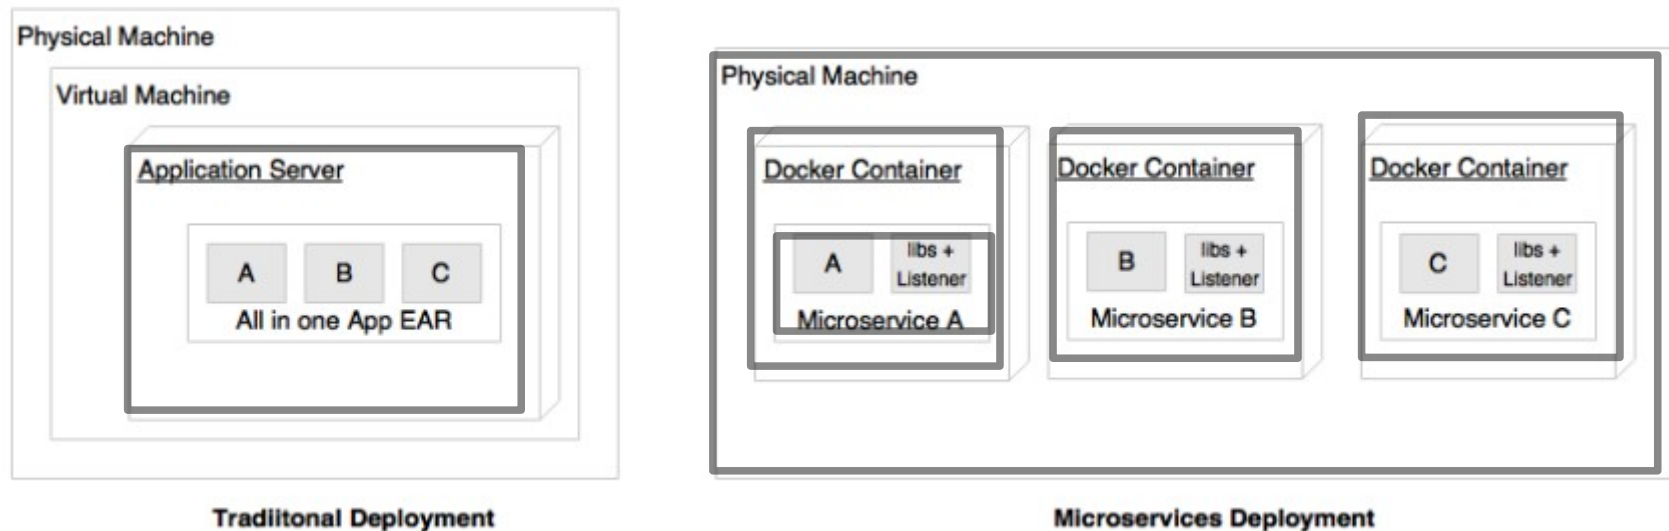 Physical Machine
Virtual Machine
Application Server
A
B
C
All in one App EAR
Tradiitonal Deployment
Physical Machine
Docker Container
A
libs +
Listener
Microservice A
Docker Container
B
libs +
Listener
Microservice B
Docker Container
C
libs +
Listener
Microservice C
Microservices Deployment